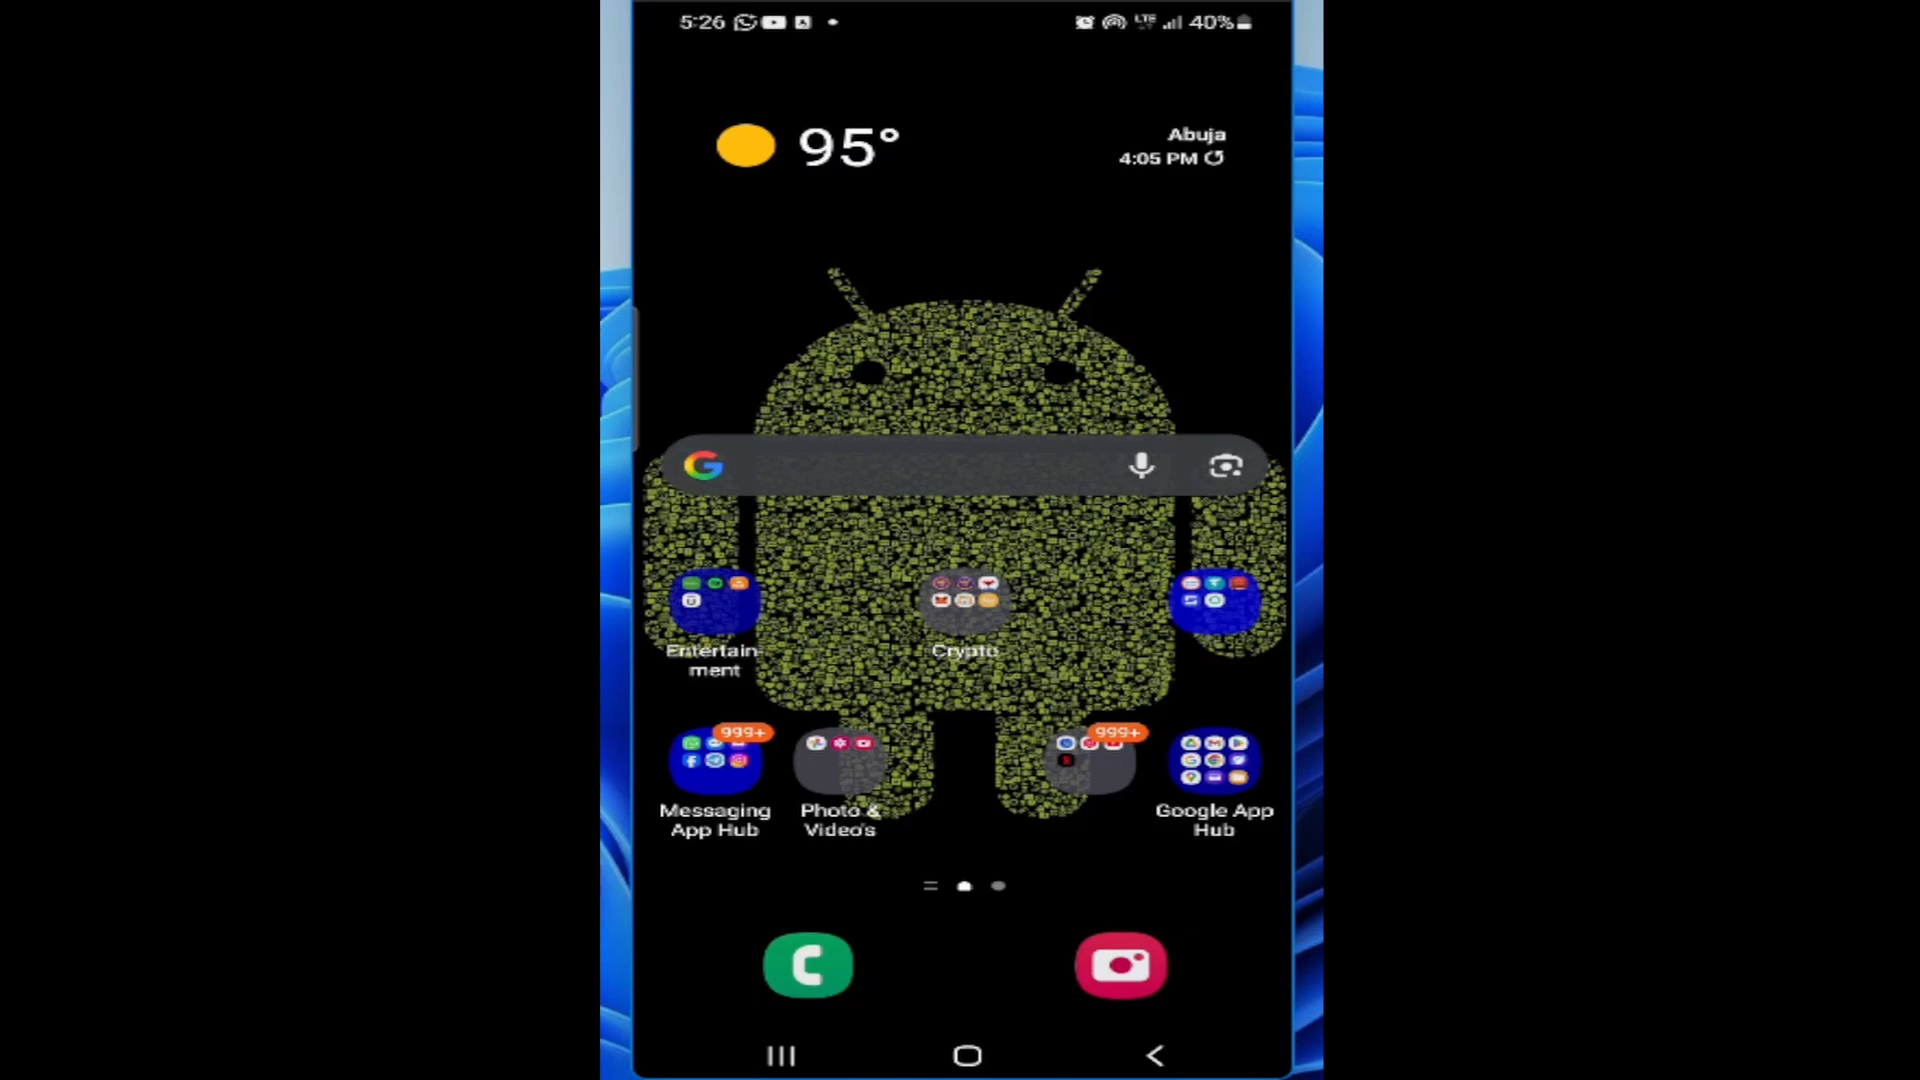 5:26
LTE
40%
95°
Abuja
4:05 PM
Entertain-
ment
Crypto
999+
999+
Messaging
App Hub
Photo &
Video's
Google App
Hub